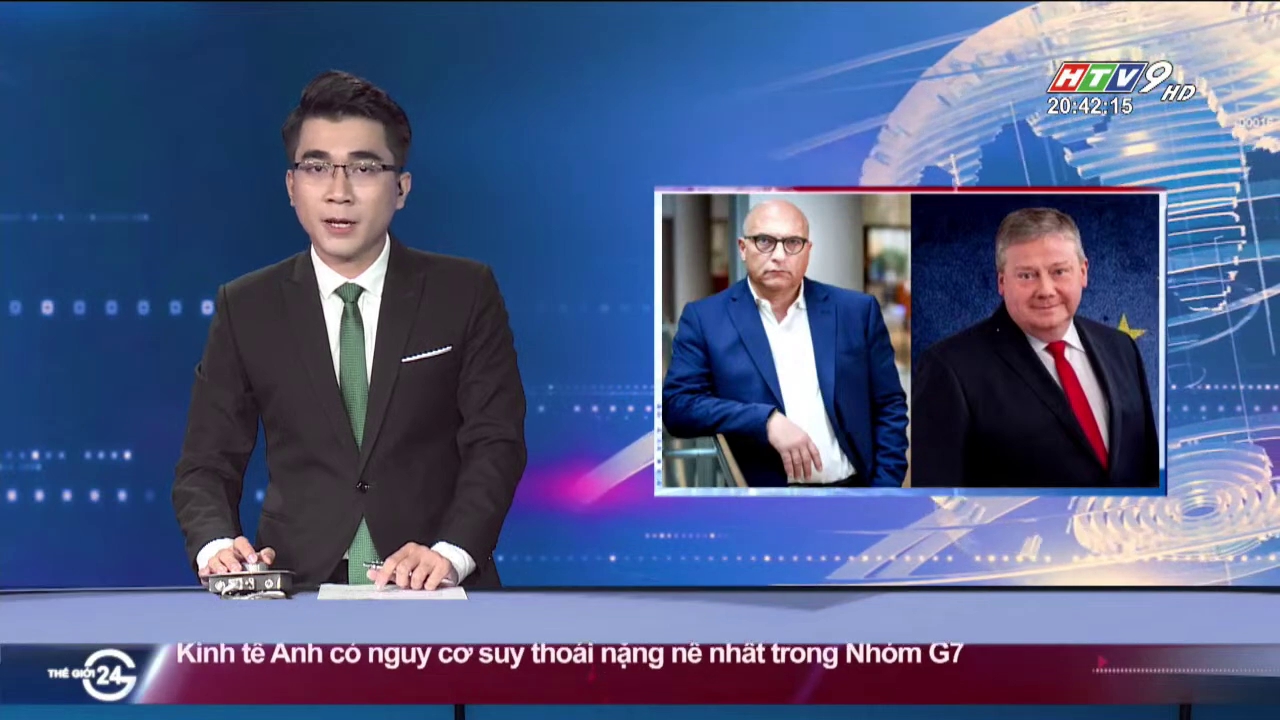 HTV9 HD
20:42:15
THẾ GIỚI 24G
Kinh tế Anh có nguy cơ suy thoái nặng nề nhất trong Nhóm G7